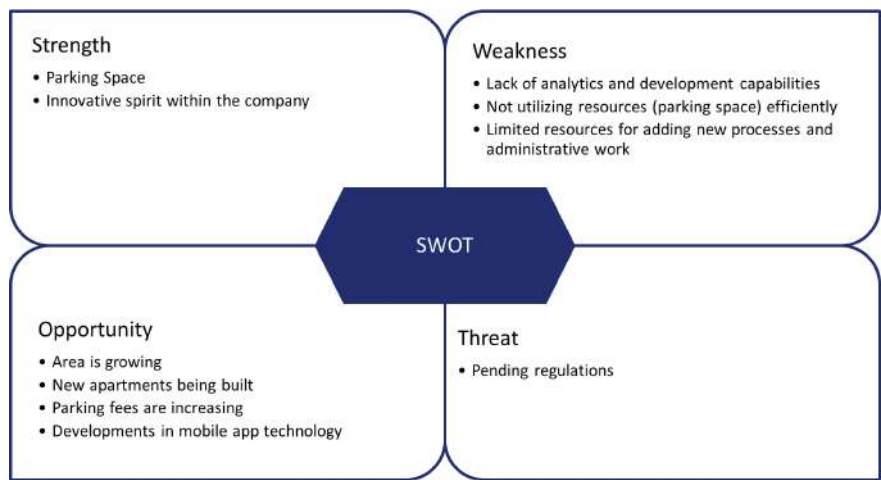 Strength
• Parking Space
• Innovative spirit within the company
Weakness
• Lack of analytics and development capabilities
• Not utilizing resources (parking space) efficiently
• Limited resources for adding new processes and
administrative work
SWOT
Opportunity
• Area is growing
• New apartments being built
• Parking fees are increasing
• Developments in mobile app technology
Threat
• Pending regulations